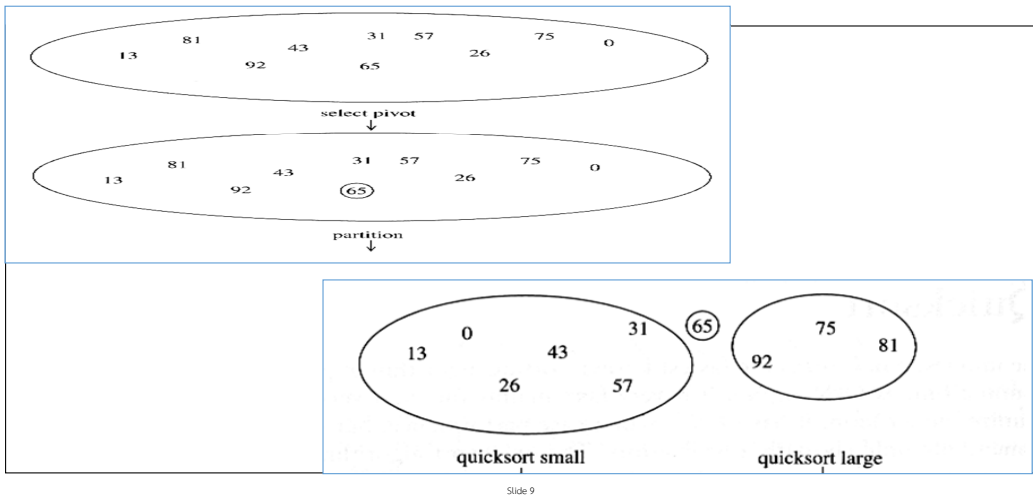 81 31 57 75 0
13 43 26
92 65
select pivot
81 31 57 75 0
13 43 26
92 65
partition
0 31 65 75
13 43 92 81
26 57
quicksort small quicksort large
Slide 9